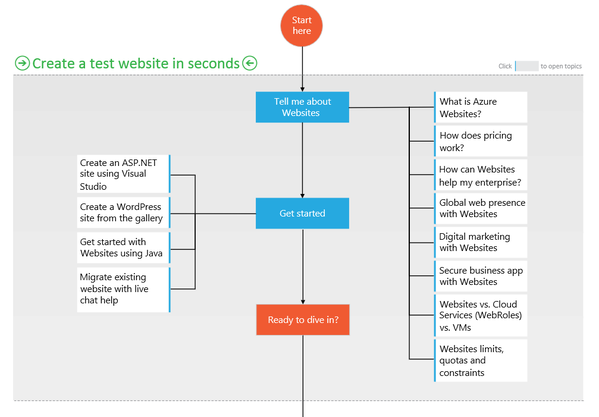 Start
here
Create a test website in seconds
Click to open topics
Tell me about
Websites
What is Azure
Websites?
How does pricing
work?
How can Websites
help my enterprise?
Global web presence
with Websites
Digital marketing
with Websites
Secure business app
with Websites
Websites vs. Cloud
Services (WebRoles)
vs. VMs
Websites limits,
quotas and
constraints
Get started
Create an ASP.NET
site using Visual
Studio
Create a WordPress
site from the gallery
Get started with
Websites using Java
Migrate existing
website with live
chat help
Ready to dive in?